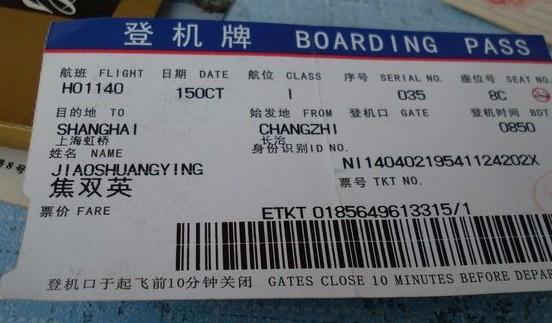 登机牌 BOARDING PASS
航班 FLIGHT 日期 DATE 航位 CLASS 序号 SERIAL NO. 座位号 SEAT NO.
HO1140 15OCT I 035 8C
目的地 TO 始发地 FROM 登机口 GATE 登机时间 BDT
SHANGHAI CHANGZHI 0850
上海虹桥 长治
姓名 NAME 身份识别ID NO.
JIAOSHUANGYING NI140402195411242​02X
焦双英 票号 TKT NO.
票价 FARE ETKT 0185649613315/1
登机口于起飞前10分钟关闭 GATES CLOSE 10 MINUTES BEFORE DEPAR